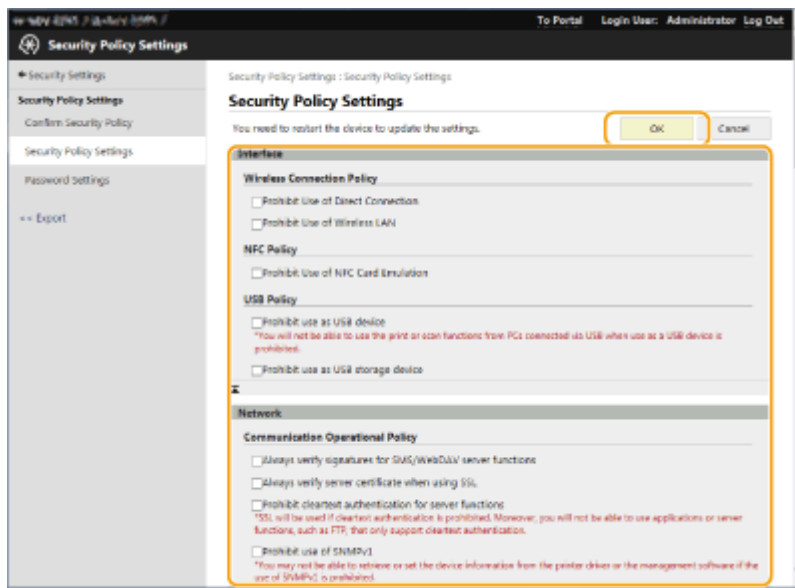 To Portal Login User: Administrator Log Out
Security Policy Settings
Security Settings
Security Policy Settings : Security Policy Settings
Security Policy Settings
Confirm Security Policy
Security Policy Settings
Password Settings
Export
Security Policy Settings
You need to restart the device to update the settings.
OK
Cancel
Interface
Wireless Connection Policy
Prohibit Use of Direct Connection
Prohibit Use of Wireless LAN
NFC Policy
Prohibit Use of NFC Card Emulation
USB Policy
Prohibit use as USB device
*You will not be able to use the print or scan functions from PCs connected via USB when use as a USB device is
prohibited.
Prohibit use as USB storage device
Network
Communication Operational Policy
Always verify signatures for SMS/WebDAV server functions
Always verify server certificate when using SSL
Prohibit cleartext authentication for server functions
*SSL will be used if cleartext authentication is prohibited. Moreover, you will not be able to use applications or server
functions, such as FTP, that only support cleartext authentication.
Prohibit use of SNMPv1
*You may not be able to retrieve or set the device information from the printer driver or the management software if the
use of SNMPv1 is prohibited.